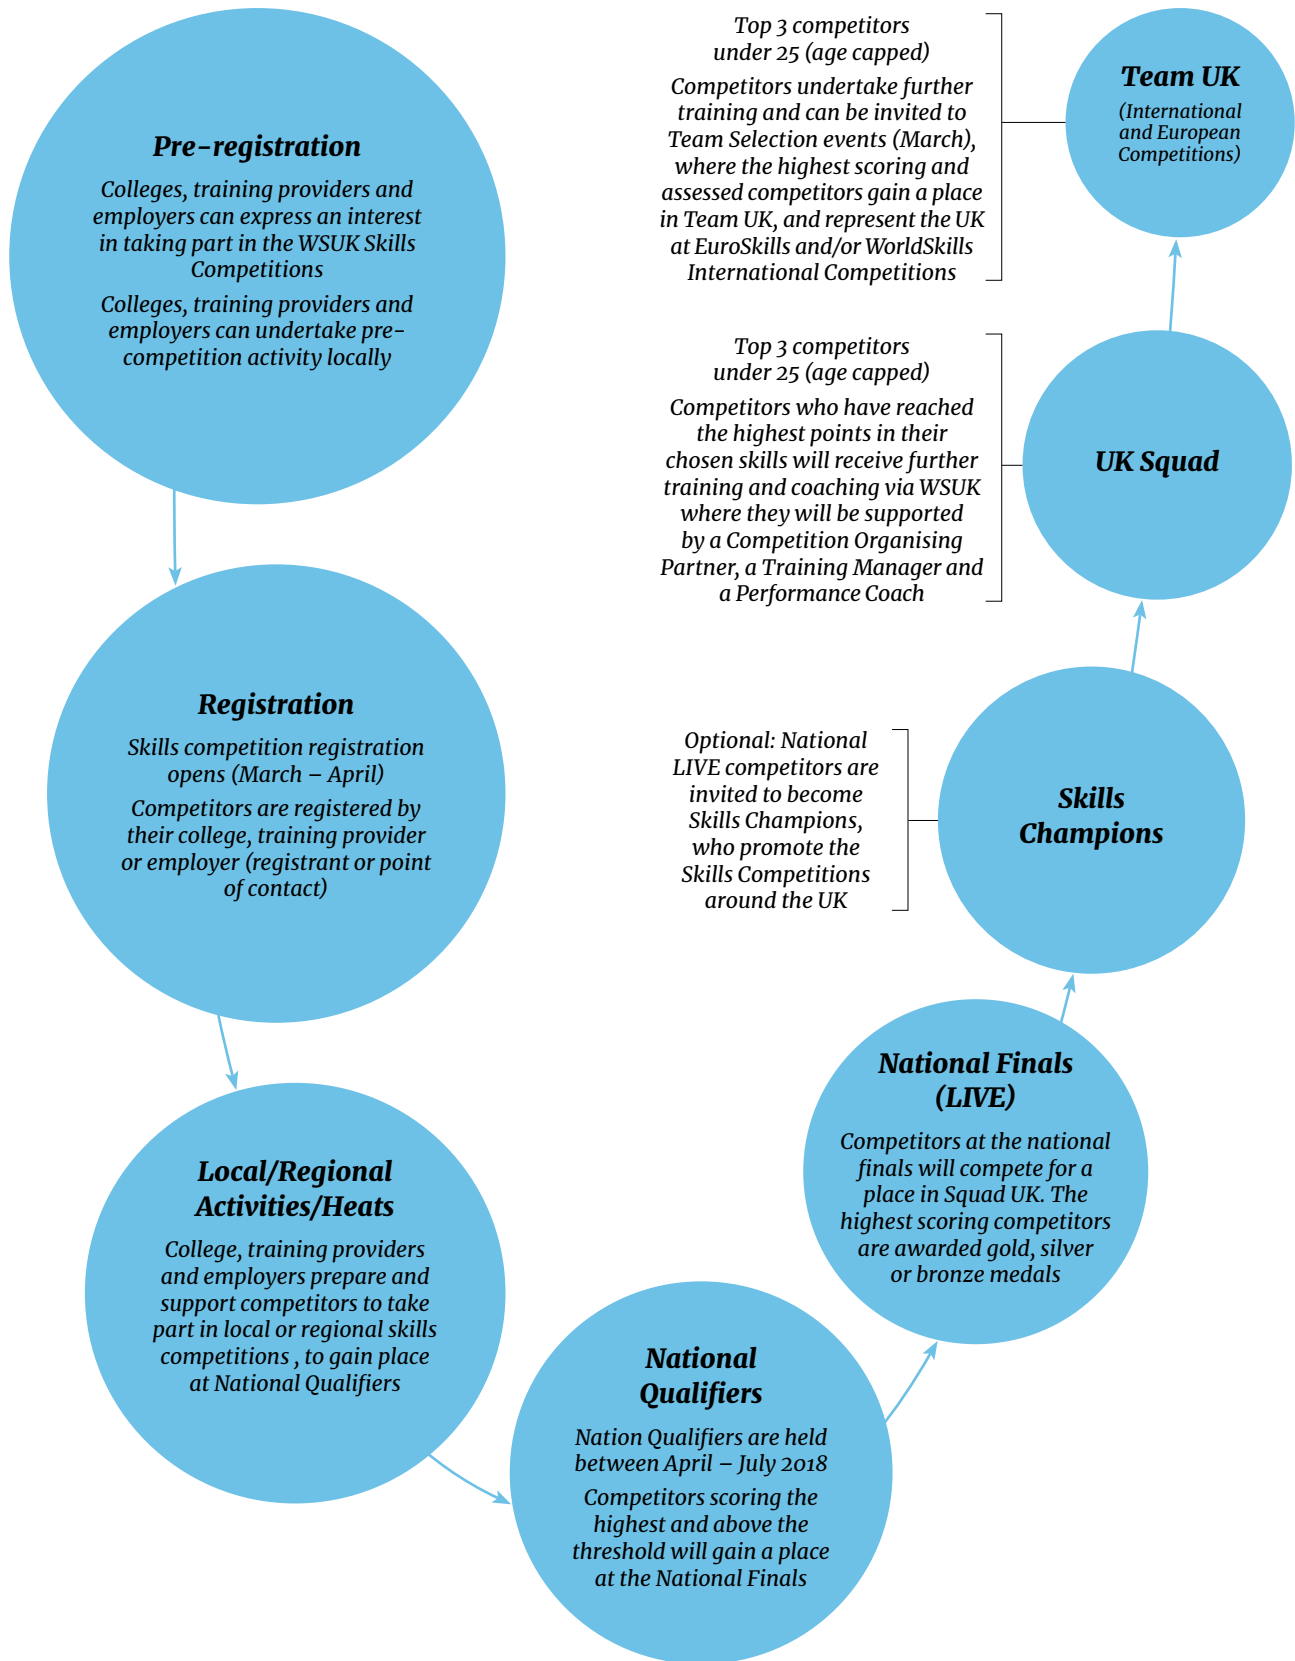 Pre-registration
Colleges, training providers and
employers can express an interest
in taking part in the WSUK Skills
Competitions
Colleges, training providers and
employers can undertake pre-
competition activity locally
Registration
Skills competition registration
opens (March – April)
Competitors are registered by
their college, training provider
or employer (registrant or point
of contact)
Local/Regional
Activities/Heats
College, training providers
and employers prepare and
support competitors to take
part in local or regional skills
competitions , to gain place
at National Qualifiers
National
Qualifiers
Nation Qualifiers are held
between April – July 2018
Competitors scoring the
highest and above the
threshold will gain a place
at the National Finals
National Finals
(LIVE)
Competitors at the national
finals will compete for a
place in Squad UK. The
highest scoring competitors
are awarded gold, silver
or bronze medals
Skills
Champions
Optional: National
LIVE competitors are
invited to become
Skills Champions,
who promote the
Skills Competitions
around the UK
UK Squad
Top 3 competitors
under 25 (age capped)
Competitors who have reached
the highest points in their
chosen skills will receive further
training and coaching via WSUK
where they will be supported
by a Competition Organising
Partner, a Training Manager and
a Performance Coach
Team UK
(International
and European
Competitions)
Top 3 competitors
under 25 (age capped)
Competitors undertake further
training and can be invited to
Team Selection events (March),
where the highest scoring and
assessed competitors gain a place
in Team UK, and represent the UK
at EuroSkills and/or WorldSkills
International Competitions